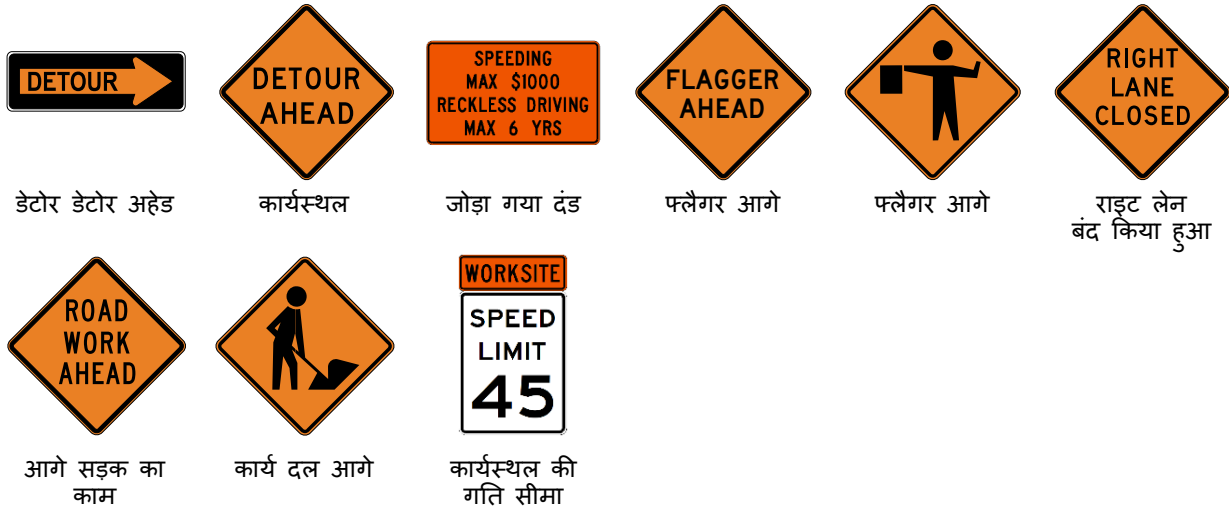 DETOUR
डेटोर डेटोर अहेड
DETOUR
AHEAD
कार्यस्थल
SPEEDING
MAX $1000
RECKLESS DRIVING
MAX 6 YRS
जोड़ा गया दंड
FLAGGER
AHEAD
फ्लैगर आगे
फ्लैगर आगे
RIGHT
LANE
CLOSED
राइट लेन
बंद किया हुआ
ROAD
WORK
AHEAD
आगे सड़क का
काम
कार्य दल आगे
WORKSITE
SPEED
LIMIT
45
कार्यस्थल की
गति सीमा